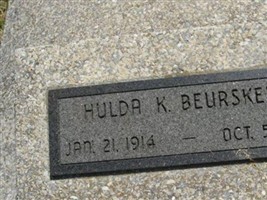 HULDA K. BEURSKE
JAN. 21, 1914 — OCT. 5